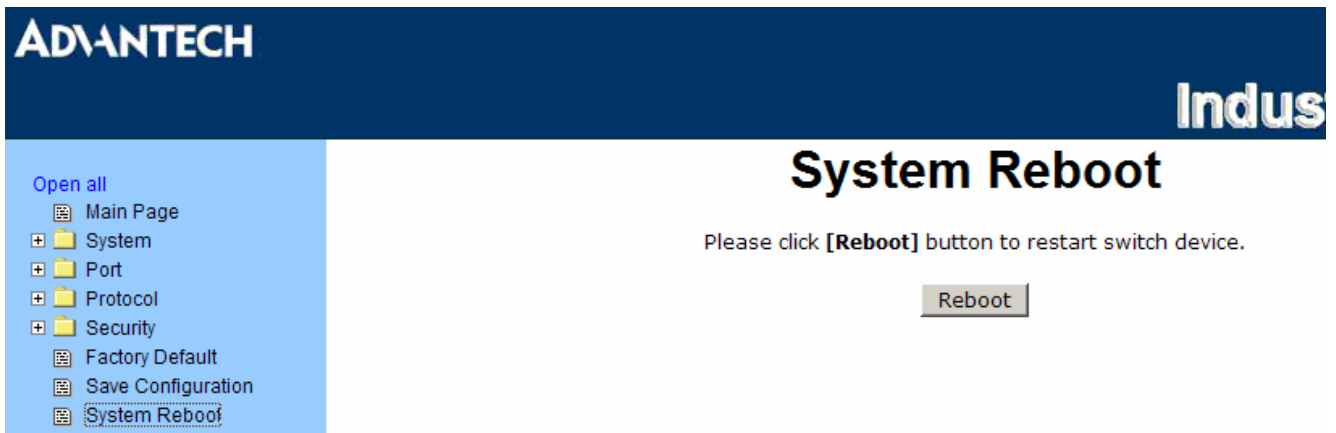 ADVANTECH
Indus
System Reboot
Please click [Reboot] button to restart switch device.
Reboot
Open all
Main Page
System
Port
Protocol
Security
Factory Default
Save Configuration
System Reboot